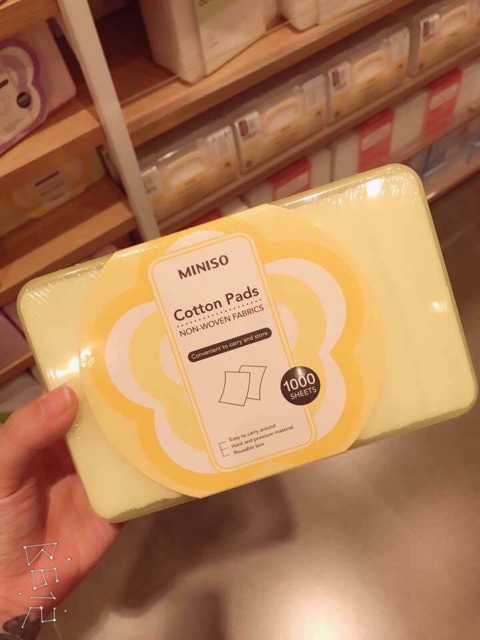 MINISO
Cotton Pads
NON-WOVEN FABRICS
Convenient to carry and store
1000
SHEETS
Easy to carry around
Hard and premium material
Reusable box